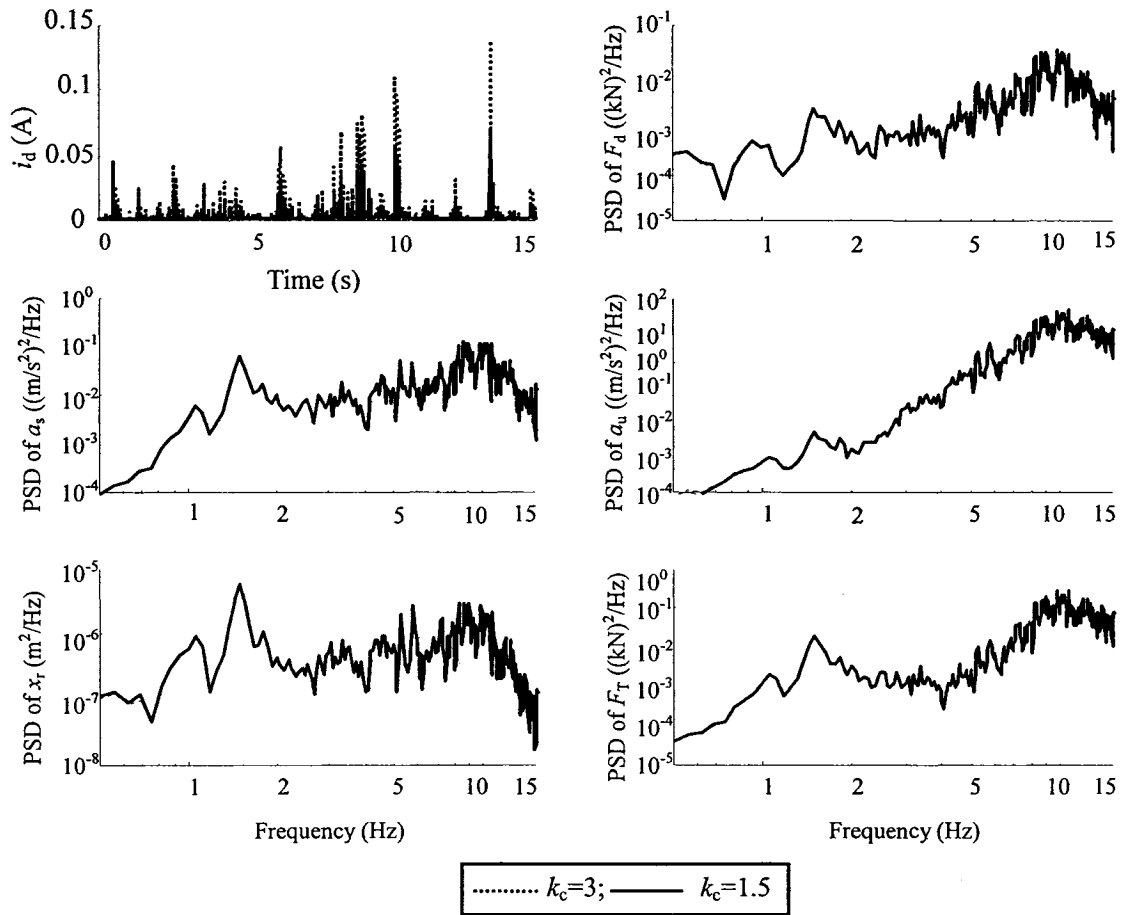 0.15
0.1
0.05
0
i_d (A)
0 5 10 15
Time (s)
10^-1
10^-2
10^-3
10^-4
10^-5
PSD of F_d ((kN)^2/Hz)
1 2 5 10 15
10^0
10^-1
10^-2
10^-3
10^-4
PSD of a_s ((m/s^2)^2/Hz)
1 2 5 10 15
10^2
10^1
10^0
10^-1
10^-2
10^-3
10^-4
PSD of a_u ((m/s^2)^2/Hz)
1 2 5 10 15
10^-5
10^-6
10^-7
10^-8
PSD of x_r (m^2/Hz)
1 2 5 10 15
Frequency (Hz)
10^0
10^-1
10^-2
10^-3
10^-4
10^-5
PSD of F_T ((kN)^2/Hz)
1 2 5 10 15
Frequency (Hz)
k_c=3; k_c=1.5